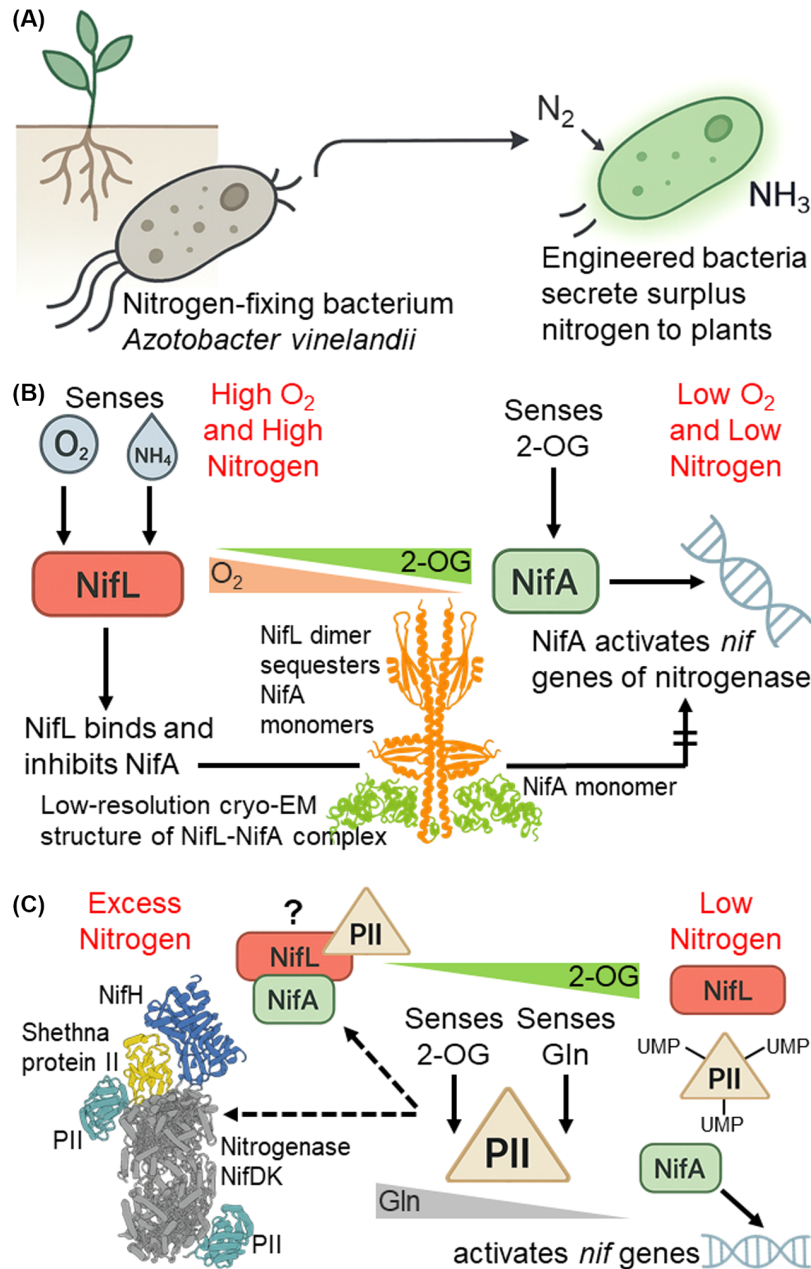 (A)
N2
NH3
Nitrogen-fixing bacterium
Azotobacter vinelandii
Engineered bacteria
secrete surplus
nitrogen to plants
(B)
Senses
O2
NH4
High O2
and High
Nitrogen
Senses
2-OG
Low O2
and Low
Nitrogen
NifL
2-OG
O2
NifA
NifL dimer
sequesters
NifA
monomers
NifA activates nif
genes of nitrogenase
NifL binds and
inhibits NifA
NifA monomer
Low-resolution cryo-EM
structure of NifL-NifA complex
(C)
Excess
Nitrogen
?
PII
NifL
NifA
2-OG
Low
Nitrogen
NifL
NifH
Shethna
protein II
PII
Senses
2-OG
Senses
Gln
UMP
UMP
PII
UMP
Nitrogenase
NifDK
PII
NifA
Gln
PII
activates nif genes